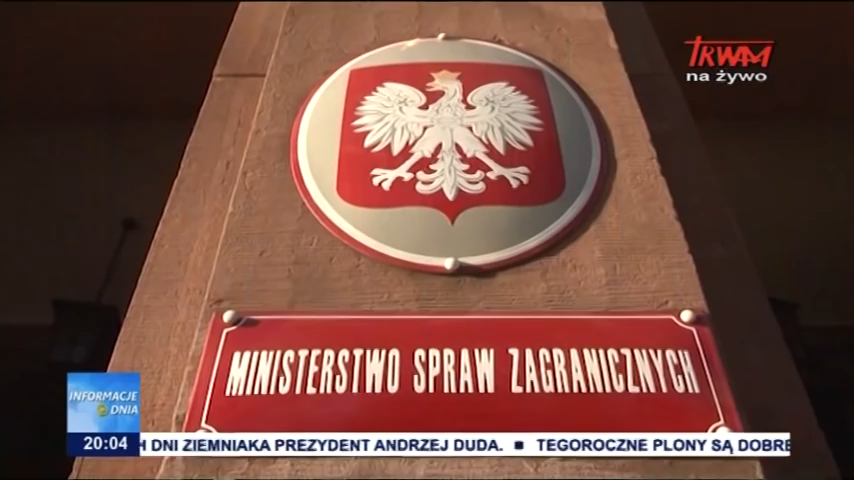 TRWAM
na żywo
MINISTERSTWO SPRAW ZAGRANICZNYCH
INFORMACJE
DNIA
20:04
DNI ZIEMNIAKA PREZYDENT ANDRZEJ DUDA. ■ TEGOROCZNE PLONY SĄ DOBRE